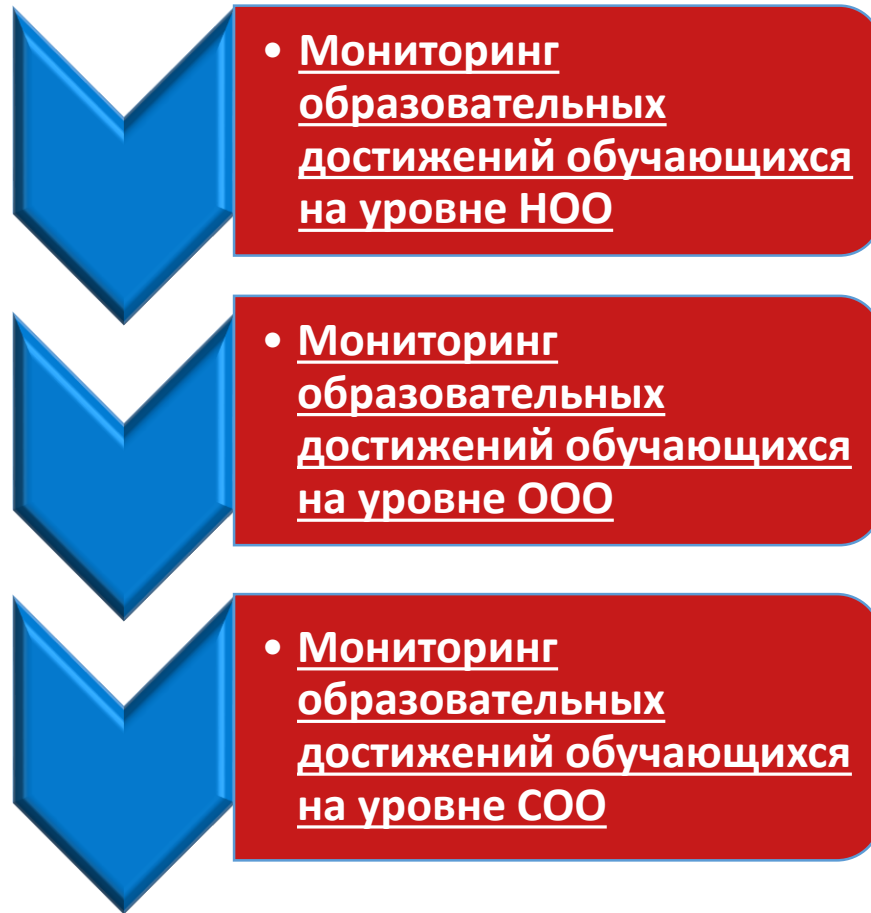 • Мониторинг
образовательных
достижений обучающихся
на уровне НОО
• Мониторинг
образовательных
достижений обучающихся
на уровне ООО
• Мониторинг
образовательных
достижений обучающихся
на уровне СОО